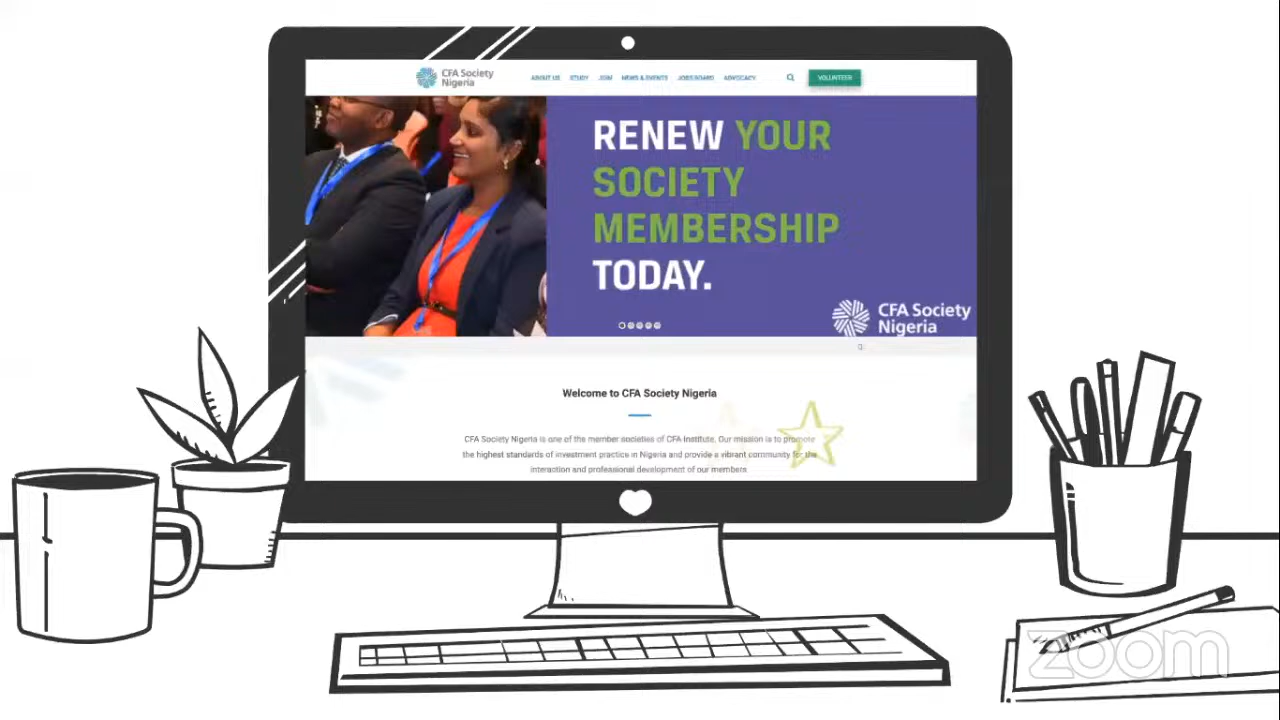 CFA Society
Nigeria
ABOUT US STUDY JOIN NEWS & EVENTS JOBS BOARD ADVOCACY VOLUNTEER
RENEW YOUR
SOCIETY
MEMBERSHIP
TODAY.
CFA Society
Nigeria
Welcome to CFA Society Nigeria
CFA Society Nigeria is one of the member societies of CFA Institute. Our mission is to promote
the highest standards of investment practice in Nigeria and provide a vibrant community for the
interaction and professional development of our members
zoom